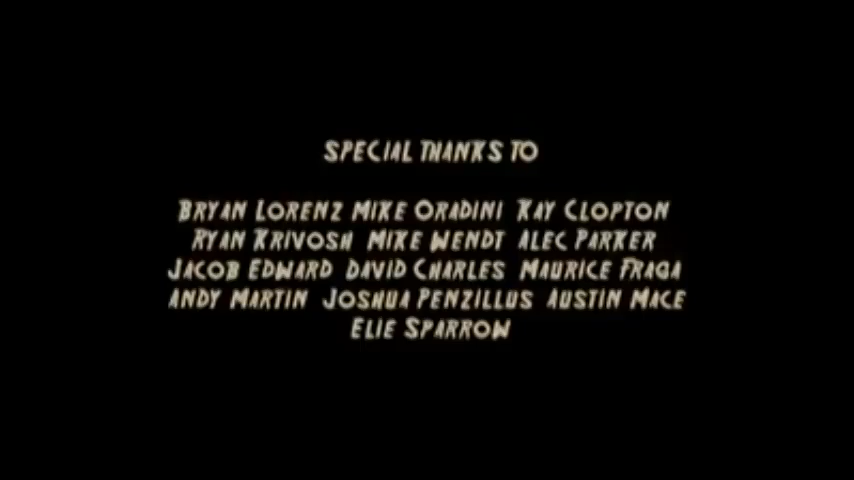 SPECIAL THANKS TO
BRYAN LORENZ MIKE ORADINI KAY CLOPTON
RYAN KRIVOSH MIKE WENDT ALEC PARKER
JACOB EDWARD DAVID CHARLES MAURICE FRAGA
ANDY MARTIN JOSHUA PENZILLUS AUSTIN MACE
ELIE SPARROW